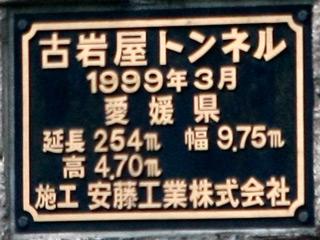 古岩屋トンネル
1999年3月
愛媛県
延長 254m 幅 9.75m
高 4.70m
施工 安藤工業株式会社